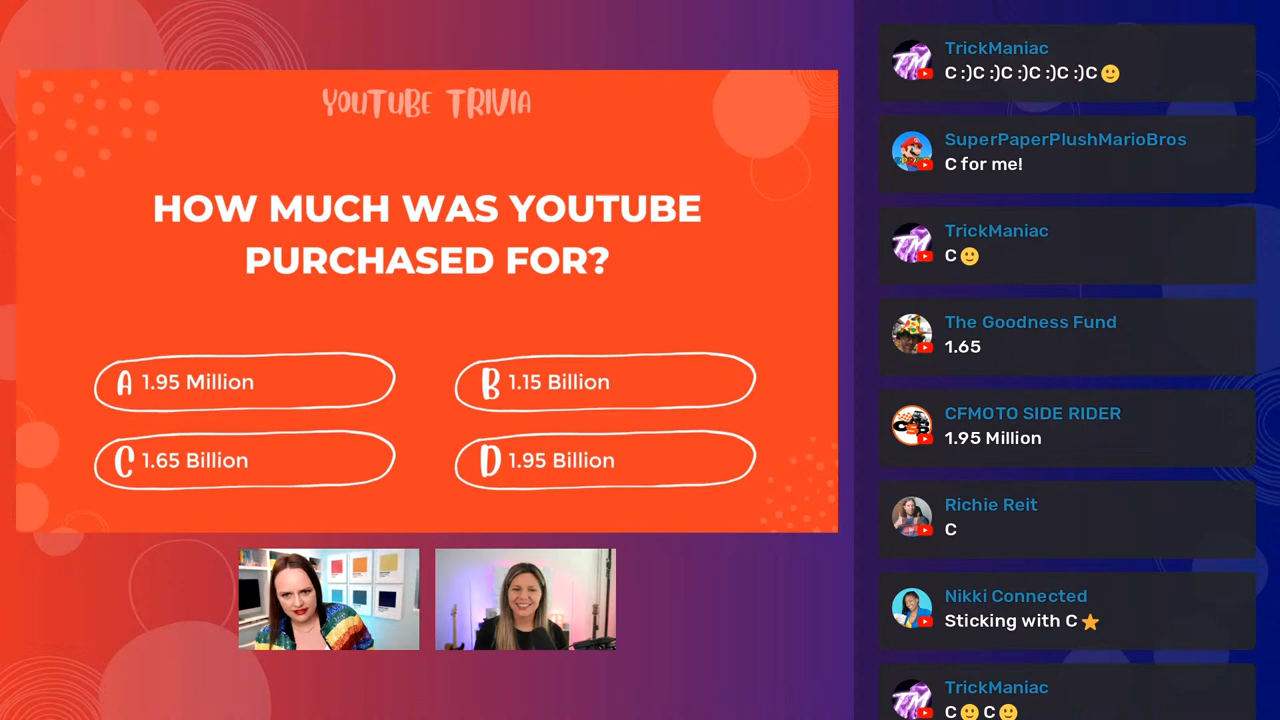 YOUTUBE TRIVIA
HOW MUCH WAS YOUTUBE
PURCHASED FOR?
A 1.95 Million
B 1.15 Billion
C 1.65 Billion
D 1.95 Billion
TrickManiac
C :)C :)C :)C :)C :)C 🙂
SuperPaperPlushMarioBros
C for me!
TrickManiac
C 🙂
The Goodness Fund
1.65
CFMOTO SIDE RIDER
1.95 Million
Richie Reit
C
Nikki Connected
Sticking with C ⭐
TrickManiac
C 🙂 C 🙂